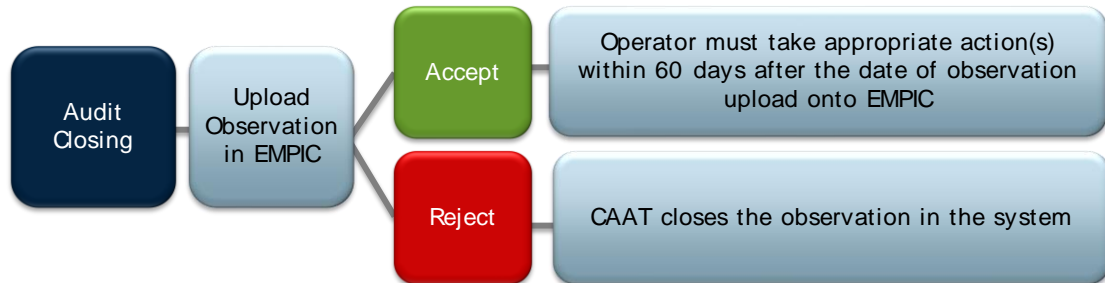 Audit
Closing
Upload
Observation
in EMPIC
Accept
Operator must take appropriate action(s)
within 60 days after the date of observation
upload onto EMPIC
Reject
CAAT closes the observation in the system